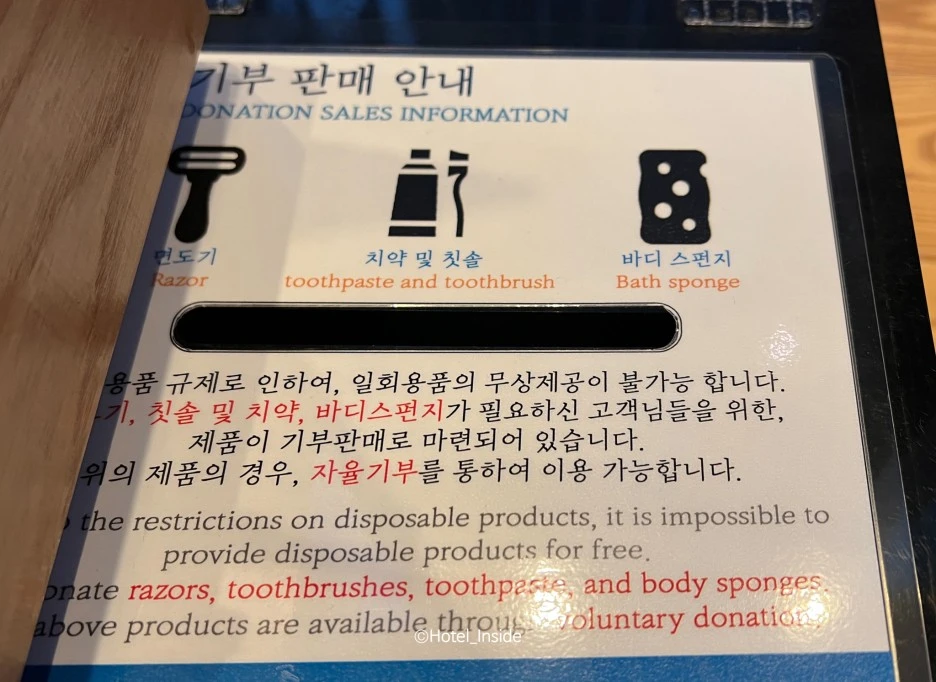 기부 판매 안내
DONATION SALES INFORMATION
면도기 치약 및 칫솔 바디 스펀지
Razor toothpaste and toothbrush Bath sponge
용품 규제로 인하여, 일회용품의 무상제공이 불가능 합니다.
기, 칫솔 및 치약, 바디스펀지가 필요하신 고객님들을 위한,
제품이 기부판매로 마련되어 있습니다.
위의 제품의 경우, 자율기부를 통하여 이용 가능합니다.
the restrictions on disposable products, it is impossible to
provide disposable products for free.
onate razors, toothbrushes, toothpaste, and body sponges.
above products are available through voluntary donation.
©Hotel_Inside